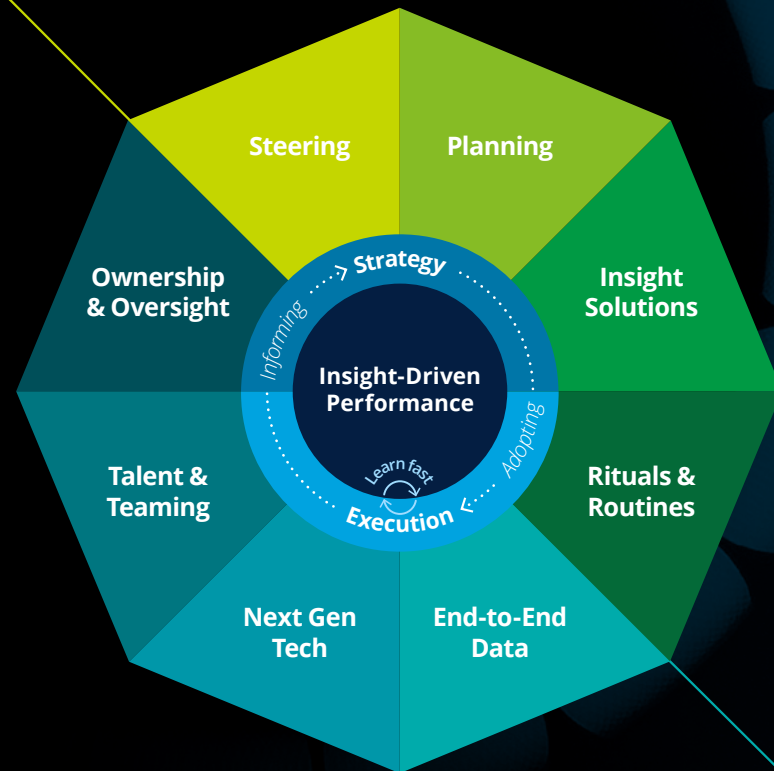 Steering
Planning
Ownership
& Oversight
Insight
Solutions
Informing
Strategy
Insight-Driven
Performance
Adopting
Learn fast
Execution
Talent &
Teaming
Rituals &
Routines
Next Gen
Tech
End-to-End
Data